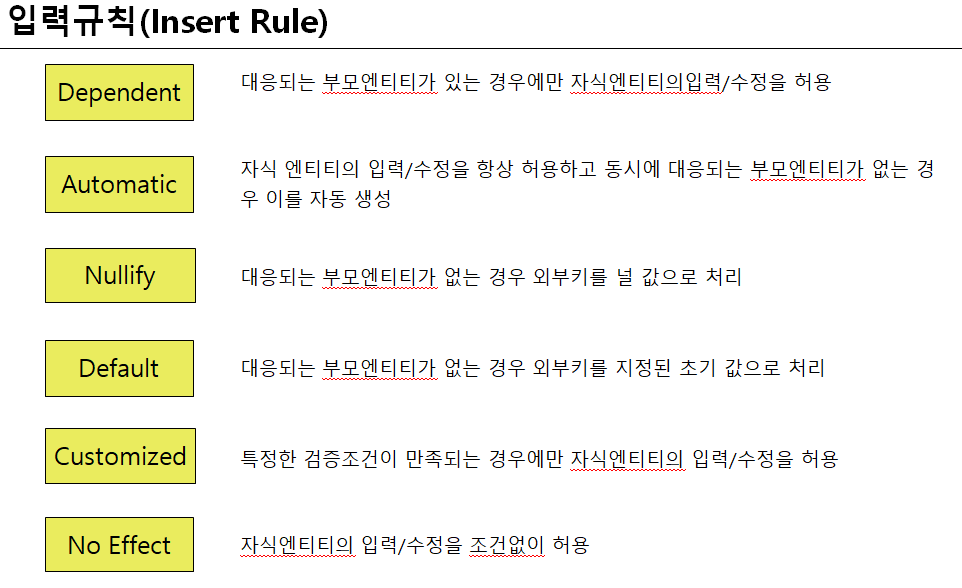 입력규칙(Insert Rule)
Dependent
대응되는 부모엔티티가 있는 경우에만 자식엔티티의입력/수정을 허용
Automatic
자식 엔티티의 입력/수정을 항상 허용하고 동시에 대응되는 부모엔티티가 없는 경
우 이를 자동 생성
Nullify
대응되는 부모엔티티가 없는 경우 외부키를 널 값으로 처리
Default
대응되는 부모엔티티가 없는 경우 외부키를 지정된 초기 값으로 처리
Customized
특정한 검증조건이 만족되는 경우에만 자식엔티티의 입력/수정을 허용
No Effect
자식엔티티의 입력/수정을 조건없이 허용